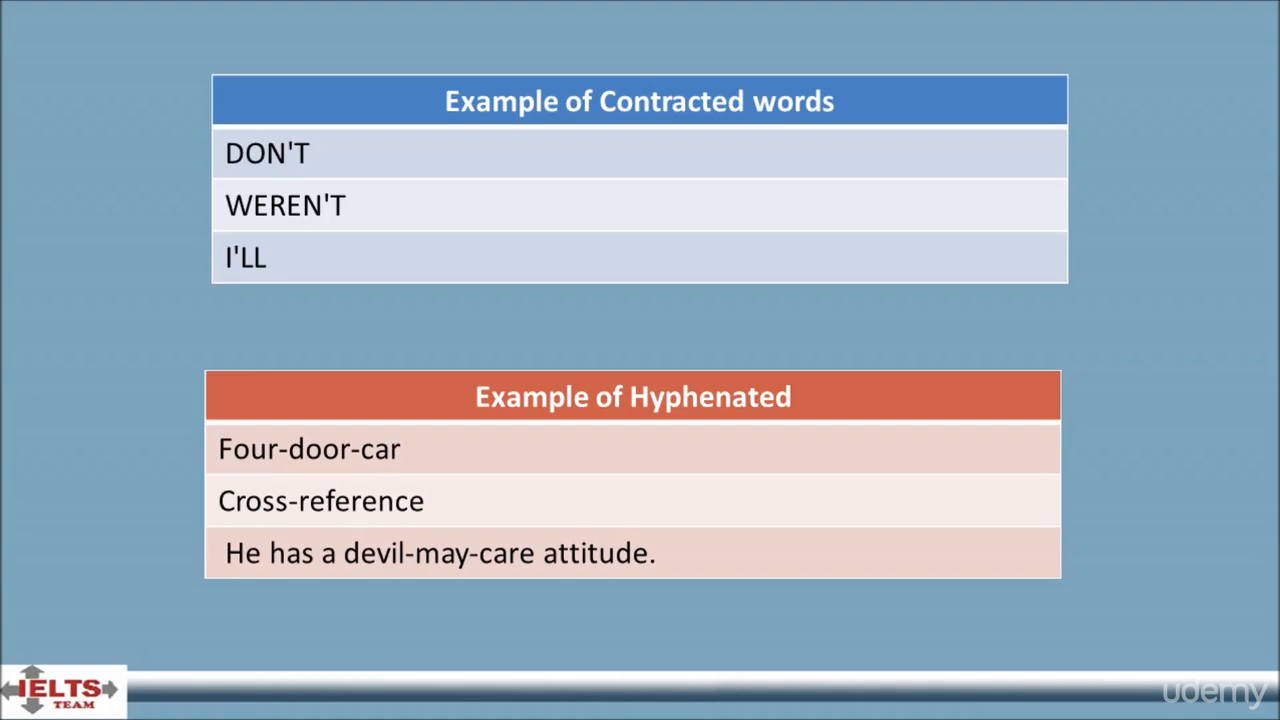 Example of Contracted words
DON'T
WEREN'T
I'LL
Example of Hyphenated
Four-door-car
Cross-reference
He has a devil-may-care attitude.
IELTS
TEAM
udemy